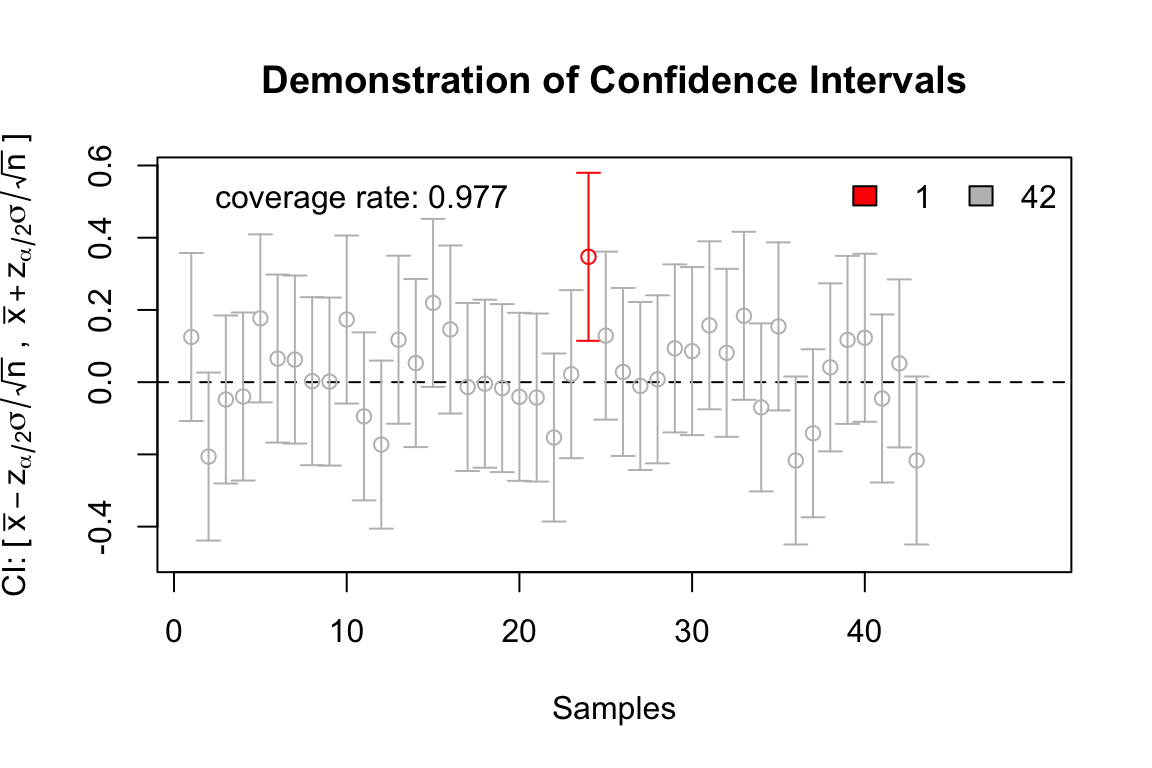 Demonstration of Confidence Intervals
CI: [ x̅ − zα/2σ/√n , x̅ + zα/2σ/√n ]
0.6
0.4
0.2
0.0
-0.4
coverage rate: 0.977
1 42
0 10 20 30 40
Samples